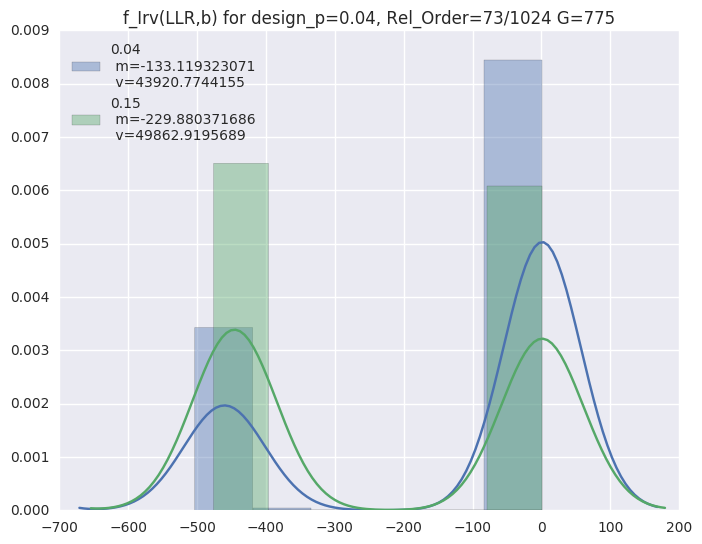 f_Irv(LLR,b) for design_p=0.04, Rel_Order=73/1024 G=775
0.04
m=-133.119323071
v=43920.7744155
0.15
m=-229.880371686
v=49862.9195689
0.009
0.008
0.007
0.006
0.005
0.004
0.003
0.002
0.001
0.000
−700 −600 −500 −400 −300 −200 −100 0 100 200